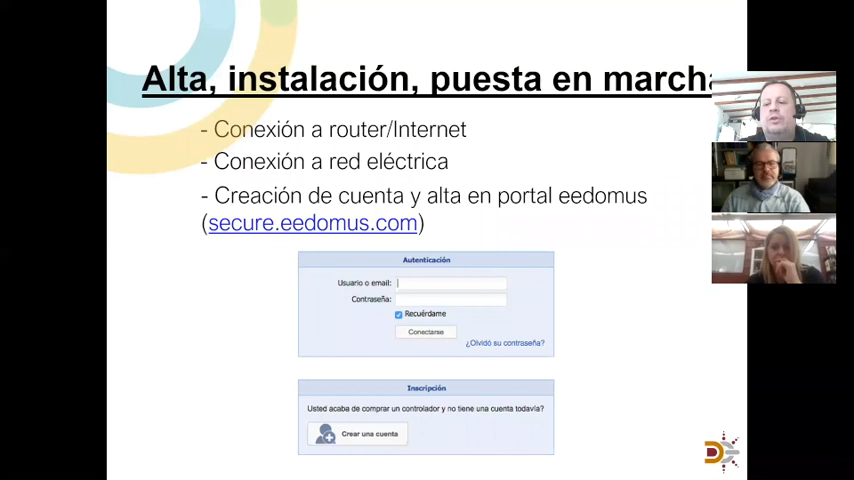 Alta, instalación, puesta en marcha
- Conexión a router/Internet
- Conexión a red eléctrica
- Creación de cuenta y alta en portal eedomus
(secure.eedomus.com)
Autenticación
Usuario o email:
Contraseña:
Recuérdame
Conectarse
¿Olvidó su contraseña?
Inscripción
Usted acaba de comprar un controlador y no tiene una cuenta todavía?
Crear una cuenta